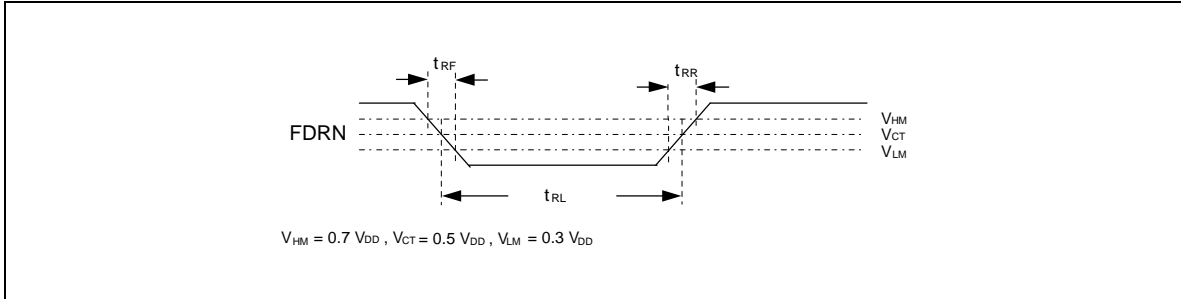 tRF
tRR
FDRN
VHM
VCT
VLM
tRL
VHM = 0.7 VDD , VCT = 0.5 VDD , VLM = 0.3 VDD